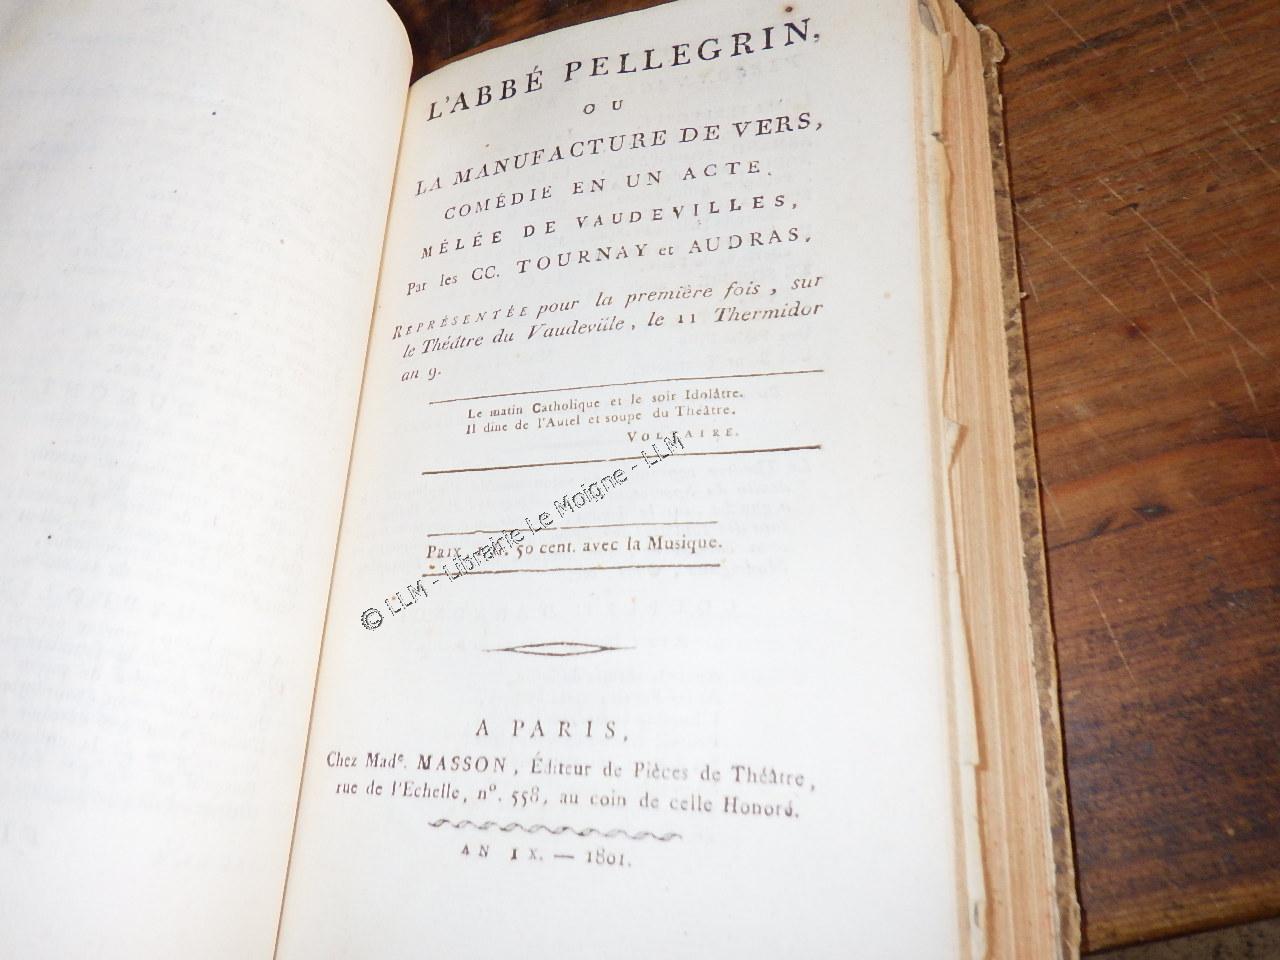 L'ABBÉ PELLEGRIN,
OU
LA MANUFACTURE DE VERS,
COMÉDIE EN UN ACTE.
MÉLÉE DE VAUDEVILLES,
Par les CC. TOURNAY et AUDRAS,
REPRÉSENTÉE pour la première fois, sur
le Théâtre du Vaudeville, le 11 Thermidor
an 9.
Le matin Catholique et le soir Idolâtre.
Il dîne de l'Autel et soupe du Théâtre.
VOLTAIRE.
Prix 50 cent. avec la Musique.
© LLM - Librairie Le Moigne - LLM
A PARIS,
Chez Made. MASSON, Éditeur de Pièces de Théâtre,
rue de l'Echelle, n°. 558, au coin de celle Honoré.
AN IX. — 1801.